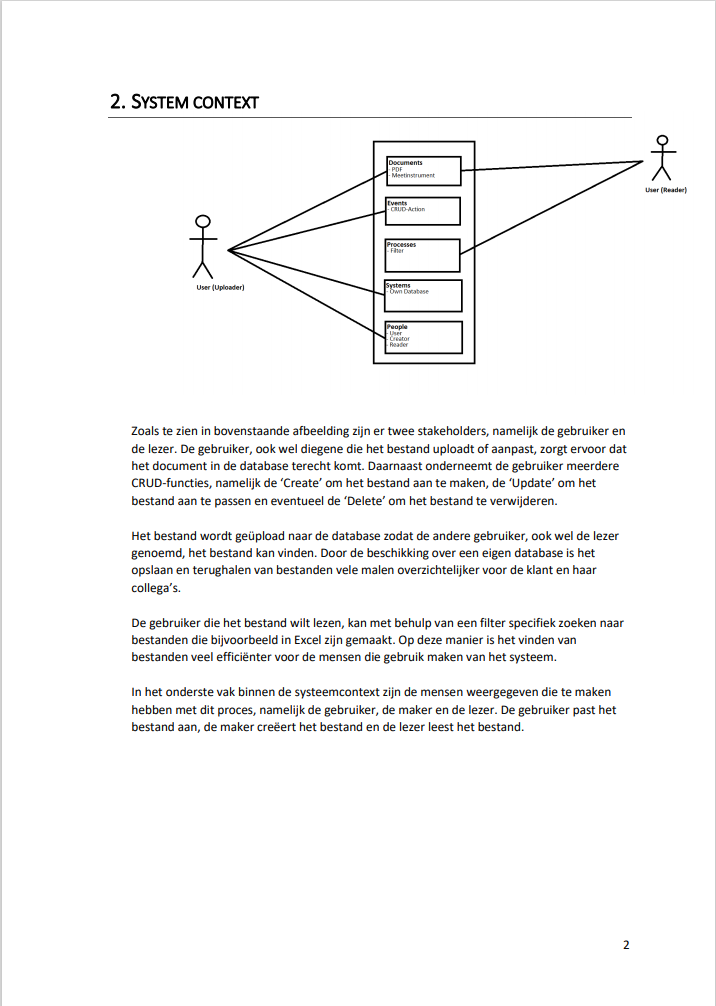 2. SYSTEM CONTEXT
Documents
- PDF
- Meetinstrument
User (Reader)
Events
- CRUD-Action
Processes
- Filter
User (Uploader)
Systems
- Own Database
People
- User
- Creator
- Reader
Zoals te zien in bovenstaande afbeelding zijn er twee stakeholders, namelijk de gebruiker en
de lezer. De gebruiker, ook wel diegene die het bestand uploadt of aanpast, zorgt ervoor dat
het document in de database terecht komt. Daarnaast onderneemt de gebruiker meerdere
CRUD-functies, namelijk de ‘Create’ om het bestand aan te maken, de ‘Update’ om het
bestand aan te passen en eventueel de ‘Delete’ om het bestand te verwijderen.
Het bestand wordt geüpload naar de database zodat de andere gebruiker, ook wel de lezer
genoemd, het bestand kan vinden. Door de beschikking over een eigen database is het
opslaan en terughalen van bestanden vele malen overzichtelijker voor de klant en haar
collega’s.
De gebruiker die het bestand wilt lezen, kan met behulp van een filter specifiek zoeken naar
bestanden die bijvoorbeeld in Excel zijn gemaakt. Op deze manier is het vinden van
bestanden veel efficiënter voor de mensen die gebruik maken van het systeem.
In het onderste vak binnen de systeemcontext zijn de mensen weergegeven die te maken
hebben met dit proces, namelijk de gebruiker, de maker en de lezer. De gebruiker past het
bestand aan, de maker creëert het bestand en de lezer leest het bestand.
2